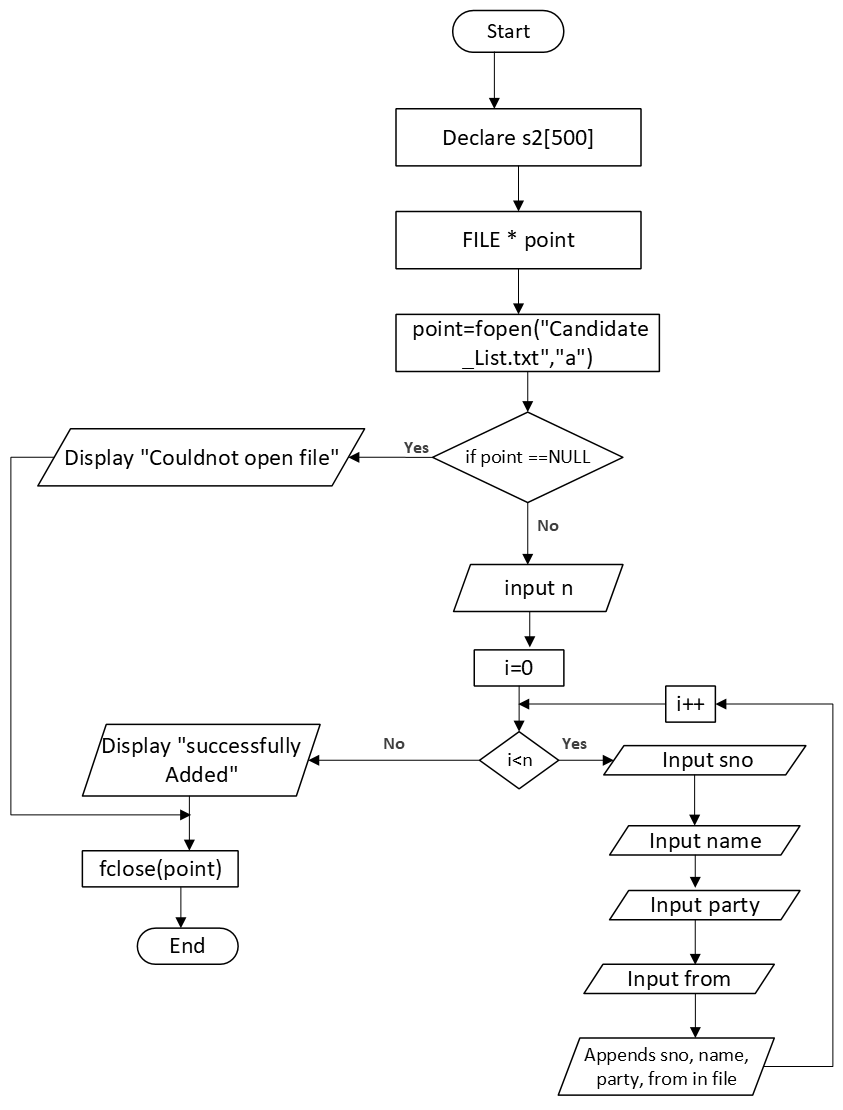 Start
Declare s2[500]
FILE * point
point=fopen("Candidate
_List.txt","a")
if point ==NULL
Yes
Display "Couldnot open file"
No
input n
i=0
i++
i<n
No
Yes
Display "successfully
Added"
Input sno
Input name
fclose(point)
Input party
End
Input from
Appends sno, name,
party, from in file